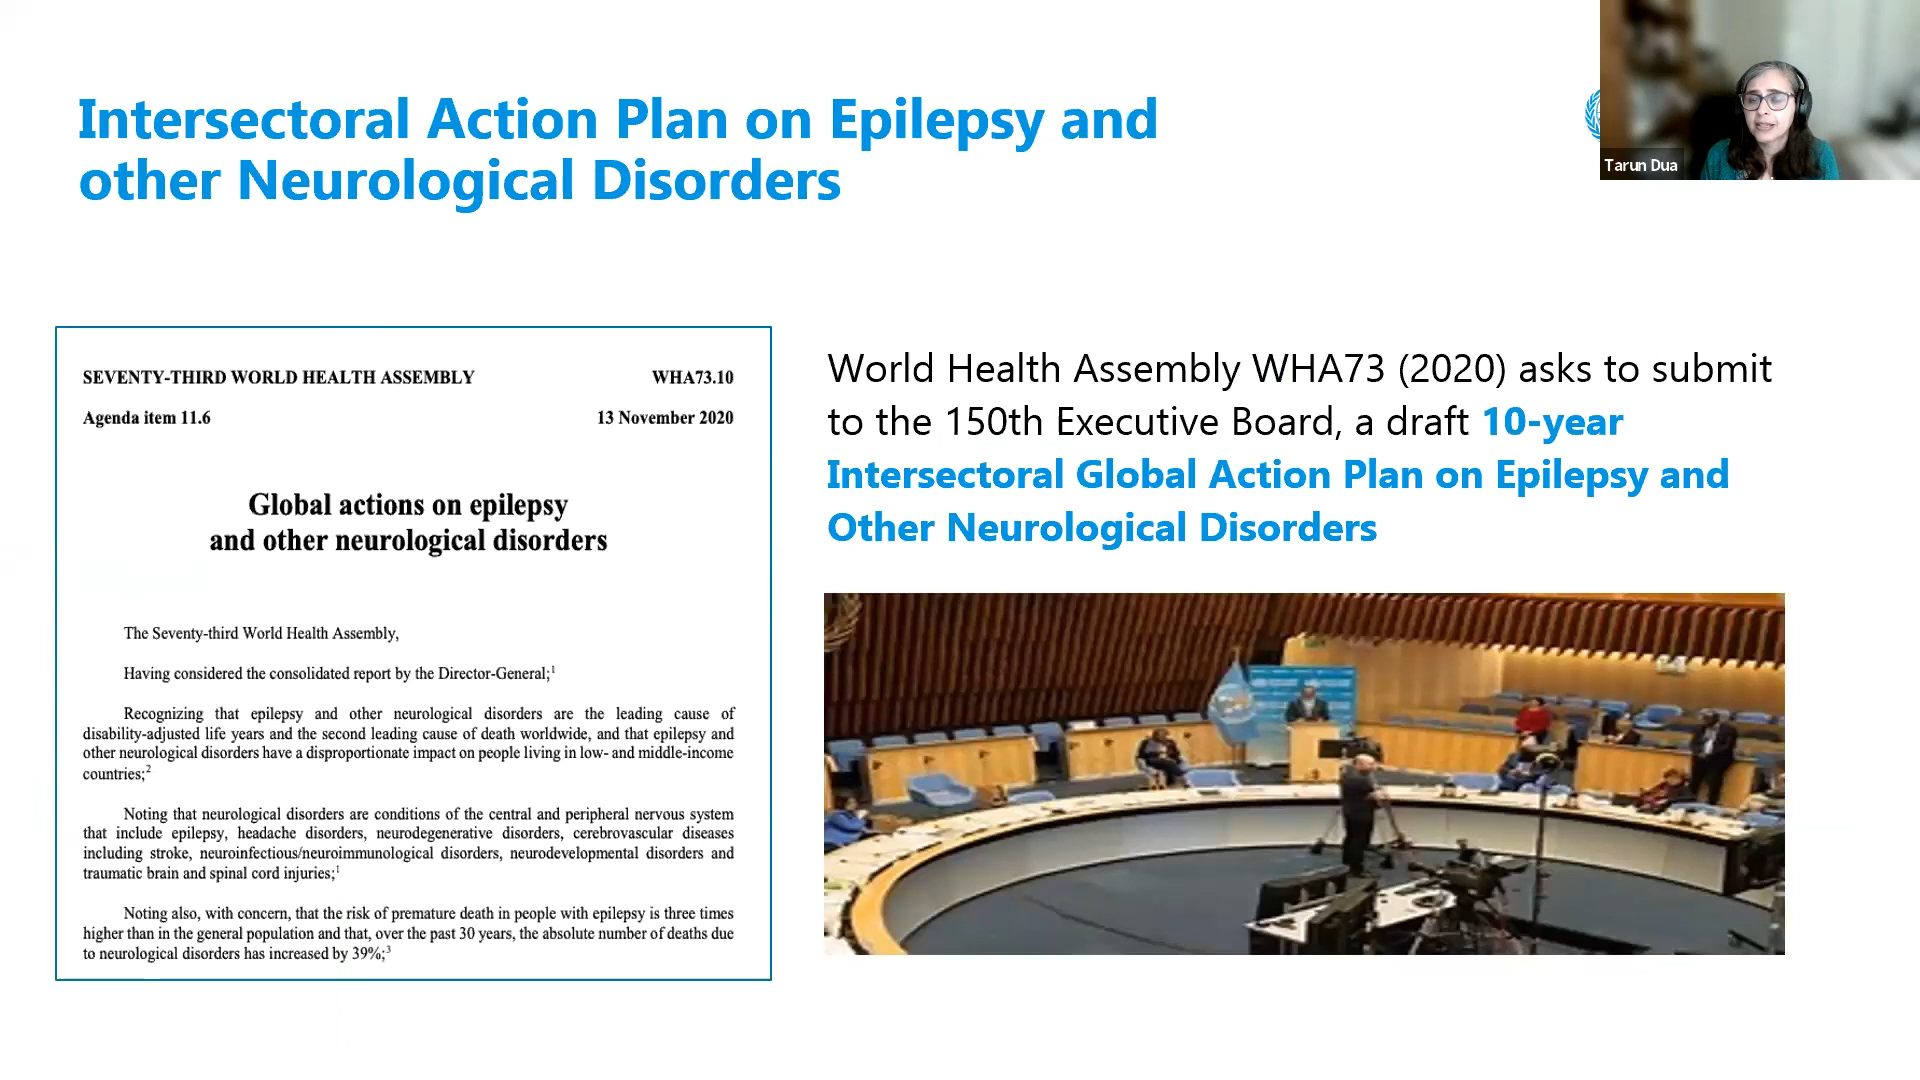 Intersectoral Action Plan on Epilepsy and
other Neurological Disorders
Tarun Dua
SEVENTY-THIRD WORLD HEALTH ASSEMBLY WHA73.10
Agenda item 11.6 13 November 2020
Global actions on epilepsy
and other neurological disorders
The Seventy-third World Health Assembly,
Having considered the consolidated report by the Director-General;1
Recognizing that epilepsy and other neurological disorders are the leading cause of
disability-adjusted life years and the second leading cause of death worldwide, and that epilepsy and
other neurological disorders have a disproportionate impact on people living in low- and middle-income
countries;2
Noting that neurological disorders are conditions of the central and peripheral nervous system
that include epilepsy, headache disorders, neurodegenerative disorders, cerebrovascular diseases
including stroke, neuroinfectious/neuroimmunological disorders, neurodevelopmental disorders and
traumatic brain and spinal cord injuries;1
Noting also, with concern, that the risk of premature death in people with epilepsy is three times
higher than in the general population and that, over the past 30 years, the absolute number of deaths due
to neurological disorders has increased by 39%;3
World Health Assembly WHA73 (2020) asks to submit
to the 150th Executive Board, a draft 10-year
Intersectoral Global Action Plan on Epilepsy and
Other Neurological Disorders